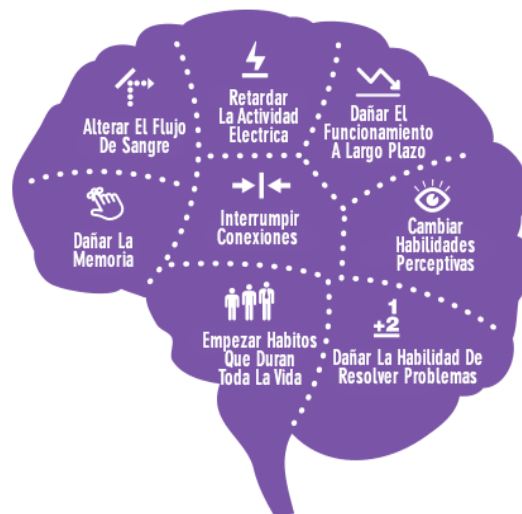 Retardar
La Actividad
Electrica
Alterar El Flujo
De Sangre
Dañar El
Funcionamiento
A Largo Plazo
Dañar La
Memoria
Interrumpir
Conexiones
Cambiar
Habilidades
Perceptivas
Empezar Habitos
Que Duran
Toda La Vida
1
+2
Dañar La Habilidad De
Resolver Problemas